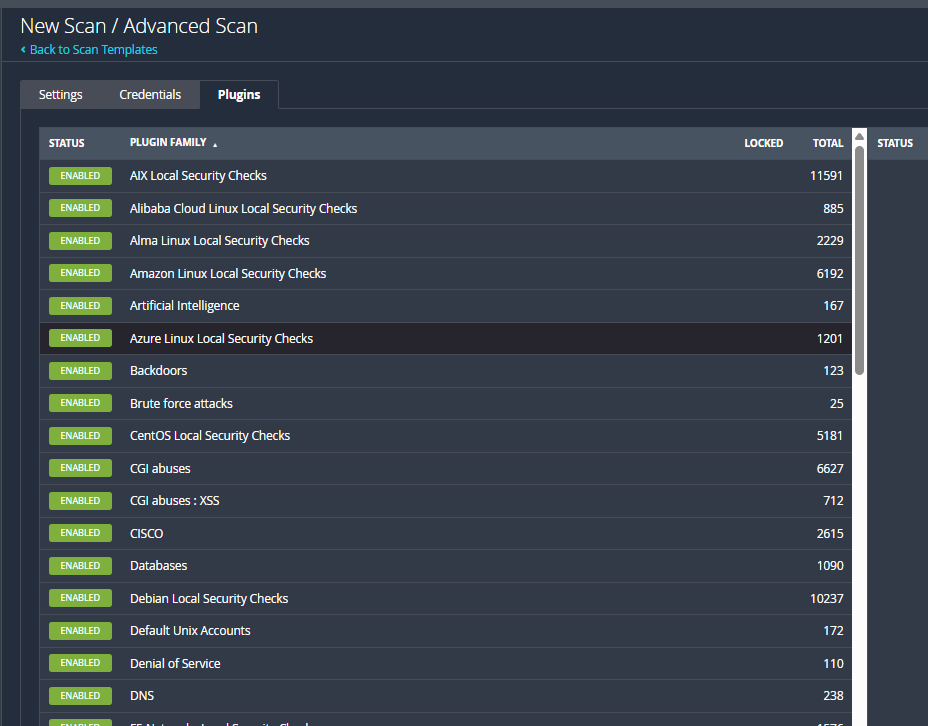 New Scan / Advanced Scan
‹ Back to Scan Templates
Settings Credentials Plugins
STATUS PLUGIN FAMILY ▲ LOCKED TOTAL STATUS
ENABLED AIX Local Security Checks 11591
ENABLED Alibaba Cloud Linux Local Security Checks 885
ENABLED Alma Linux Local Security Checks 2229
ENABLED Amazon Linux Local Security Checks 6192
ENABLED Artificial Intelligence 167
ENABLED Azure Linux Local Security Checks 1201
ENABLED Backdoors 123
ENABLED Brute force attacks 25
ENABLED CentOS Local Security Checks 5181
ENABLED CGI abuses 6627
ENABLED CGI abuses : XSS 712
ENABLED CISCO 2615
ENABLED Databases 1090
ENABLED Debian Local Security Checks 10237
ENABLED Default Unix Accounts 172
ENABLED Denial of Service 110
ENABLED DNS 238
ENABLED